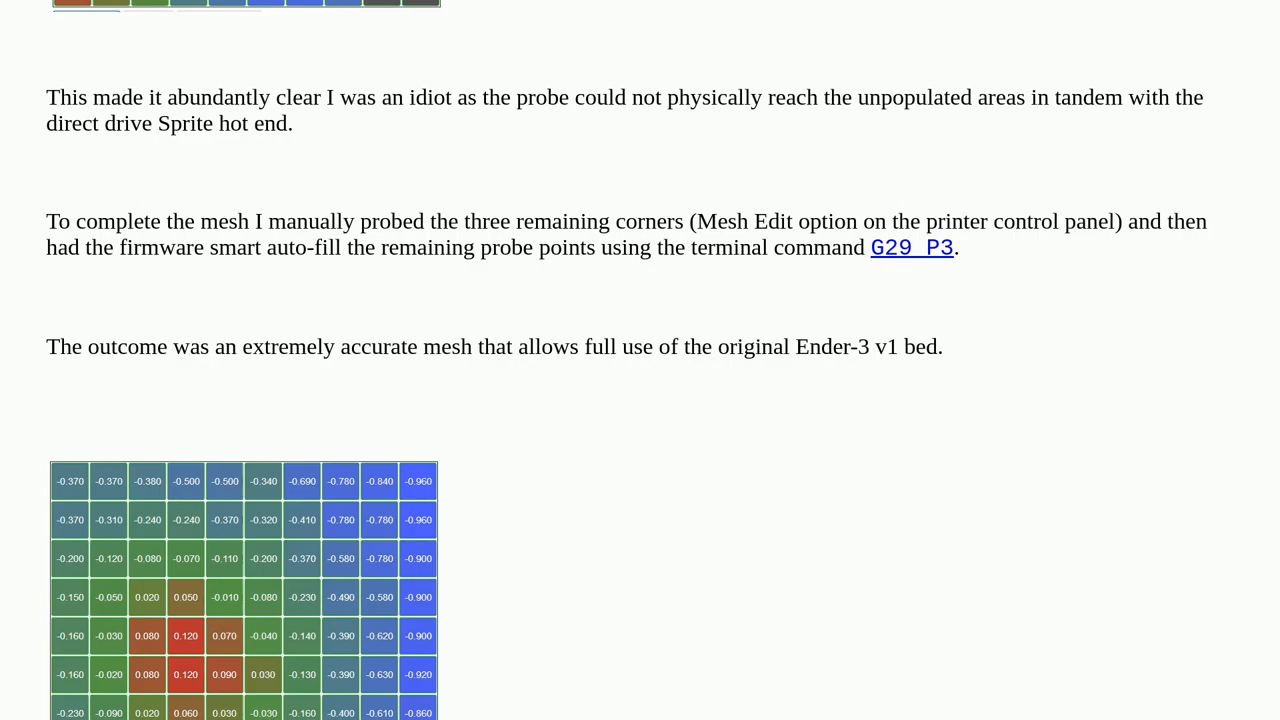 This made it abundantly clear I was an idiot as the probe could not physically reach the unpopulated areas in tandem with the
direct drive Sprite hot end.
To complete the mesh I manually probed the three remaining corners (Mesh Edit option on the printer control panel) and then
had the firmware smart auto-fill the remaining probe points using the terminal command G29 P3.
The outcome was an extremely accurate mesh that allows full use of the original Ender-3 v1 bed.
-0.370 -0.370 -0.380 -0.500 -0.500 -0.340 -0.690 -0.780 -0.840 -0.960
-0.370 -0.310 -0.240 -0.240 -0.370 -0.320 -0.410 -0.780 -0.780 -0.960
-0.200 -0.120 -0.080 -0.070 -0.110 -0.200 -0.370 -0.580 -0.780 -0.900
-0.150 -0.050 0.020 0.050 -0.010 -0.080 -0.230 -0.490 -0.580 -0.900
-0.160 -0.030 0.080 0.120 0.070 -0.040 -0.140 -0.390 -0.620 -0.900
-0.160 -0.020 0.080 0.120 0.090 0.030 -0.130 -0.390 -0.630 -0.920
-0.230 -0.090 0.020 0.060 0.030 -0.030 -0.160 -0.400 -0.610 -0.860